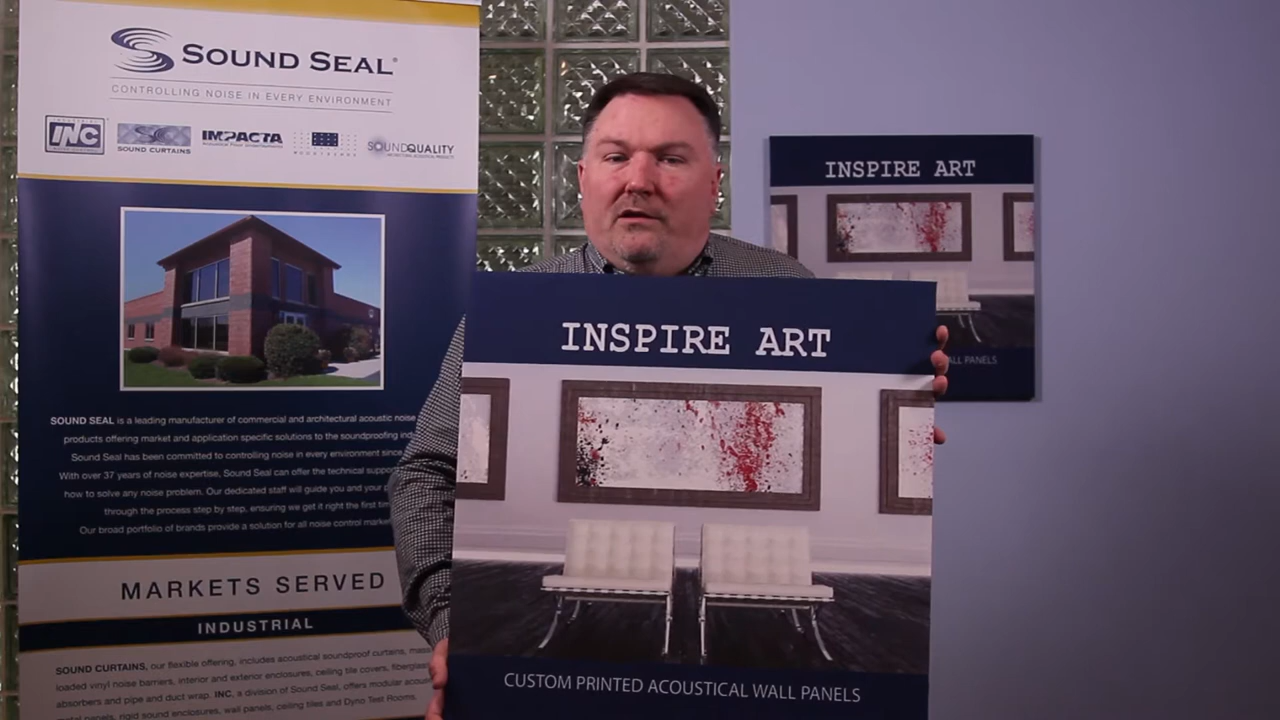 SOUND SEAL®
CONTROLLING NOISE IN EVERY ENVIRONMENT
INC
SOUND CURTAINS
IMPACTA
SOUNDQUALITY
SOUND SEAL is a leading manufacturer of commercial and architectural acoustic noise
products offering market and application specific solutions to the soundproofing
Sound Seal has been committed to controlling noise in every environment since
With over 37 years of noise expertise, Sound Seal can offer the technical
how to solve any noise problem. Our dedicated staff will guide you and your
through the process step by step, ensuring we get it right the first
Our broad portfolio of brands provide a solution for all noise control
MARKETS SERVED
INDUSTRIAL
SOUND CURTAINS, our flexible offering, includes acoustical soundproof curtains,
loaded vinyl noise barriers, interior and exterior enclosures, ceiling tile covers,
absorbers and pipe and duct wrap. INC, a division of Sound Seal, offers modular
metal panels, rigid sound enclosures, wall panels, ceiling tiles and Dyno Test Rooms.
INSPIRE ART
CUSTOM PRINTED ACOUSTICAL WALL PANELS
INSPIRE ART
PANELS